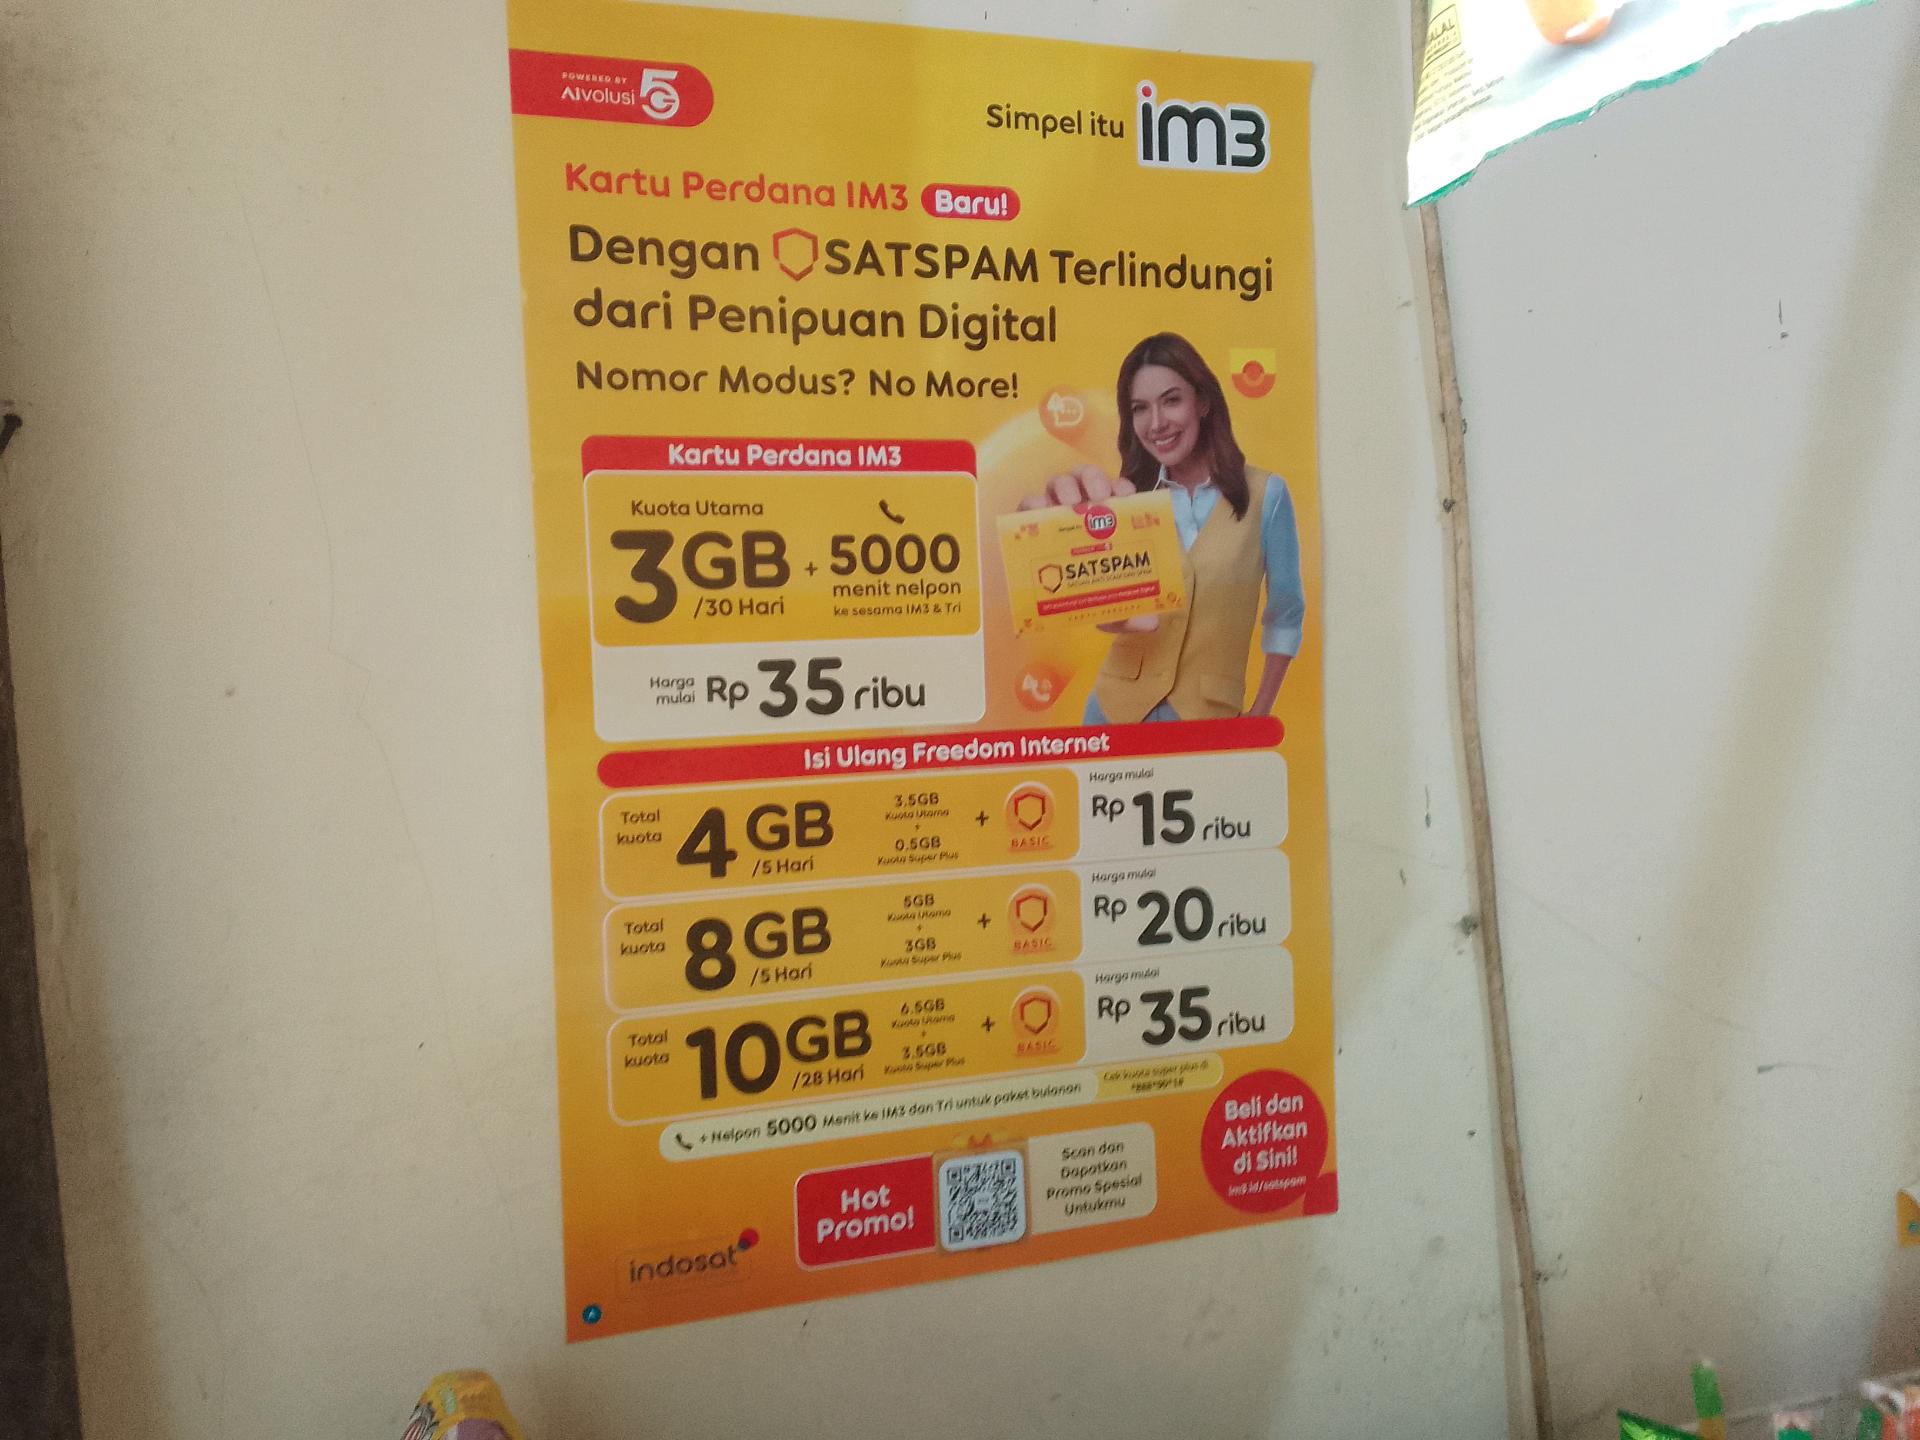 POWERED BY
AIvolusi 5G
Simpel itu im3
Kartu Perdana IM3 Baru!
Dengan SATSPAM Terlindungi
dari Penipuan Digital
Nomor Modus? No More!
Kartu Perdana IM3
Kuota Utama
3GB + 5000
/30 Hari
menit nelpon
ke sesama IM3 & Tri
Harga mulai Rp 35 ribu
im3
SATSPAM
Isi Ulang Freedom Internet
Total kuota 4GB /5 Hari
3.5GB
Kuota Utama
+
0.5GB
Kuota Super Plus
+ BASIC
Harga mulai
Rp 15 ribu
Total kuota 8GB /5 Hari
5GB
Kuota Utama
+
3GB
Kuota Super Plus
+ BASIC
Harga mulai
Rp 20 ribu
Total kuota 10GB /28 Hari
6.5GB
Kuota Utama
+
3.5GB
Kuota Super Plus
+ BASIC
Harga mulai
Rp 35 ribu
+ Nelpon 5000 Menit ke IM3 dan Tri untuk paket bulanan
Cek kuota super plus di
Hot
Promo!
Scan dan
Dapatkan
Promo Spesial
Untukmu
Beli dan
Aktifkan
di Sini!
im3.id/satspam
indosat